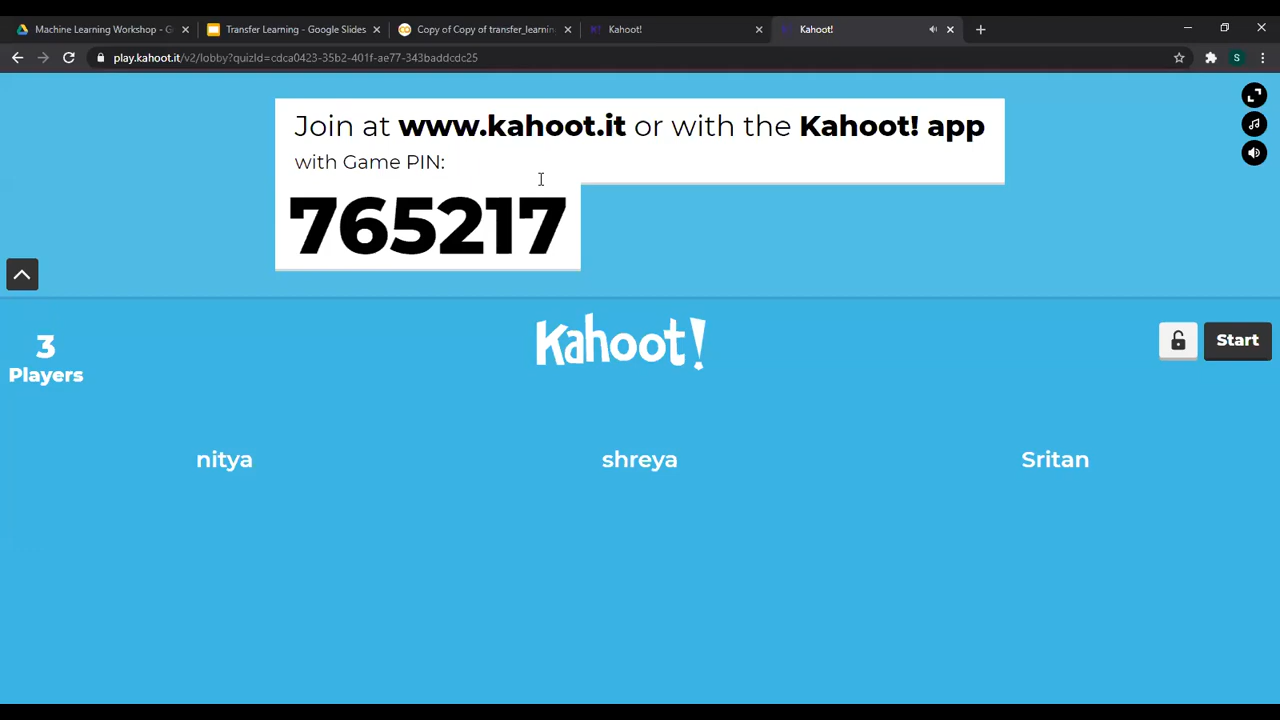 Machine Learning Workshop - G
Transfer Learning - Google Slides
Copy of Copy of transfer_learnin
Kahoot!
Kahoot!
play.kahoot.it/v2/lobby?quizId=cdca0423-35b2-401f-ae77-343baddcdc25
S
Join at www.kahoot.it or with the Kahoot! app
with Game PIN:
765217
Kahoot!
3
Players
Start
nitya
shreya
Sritan